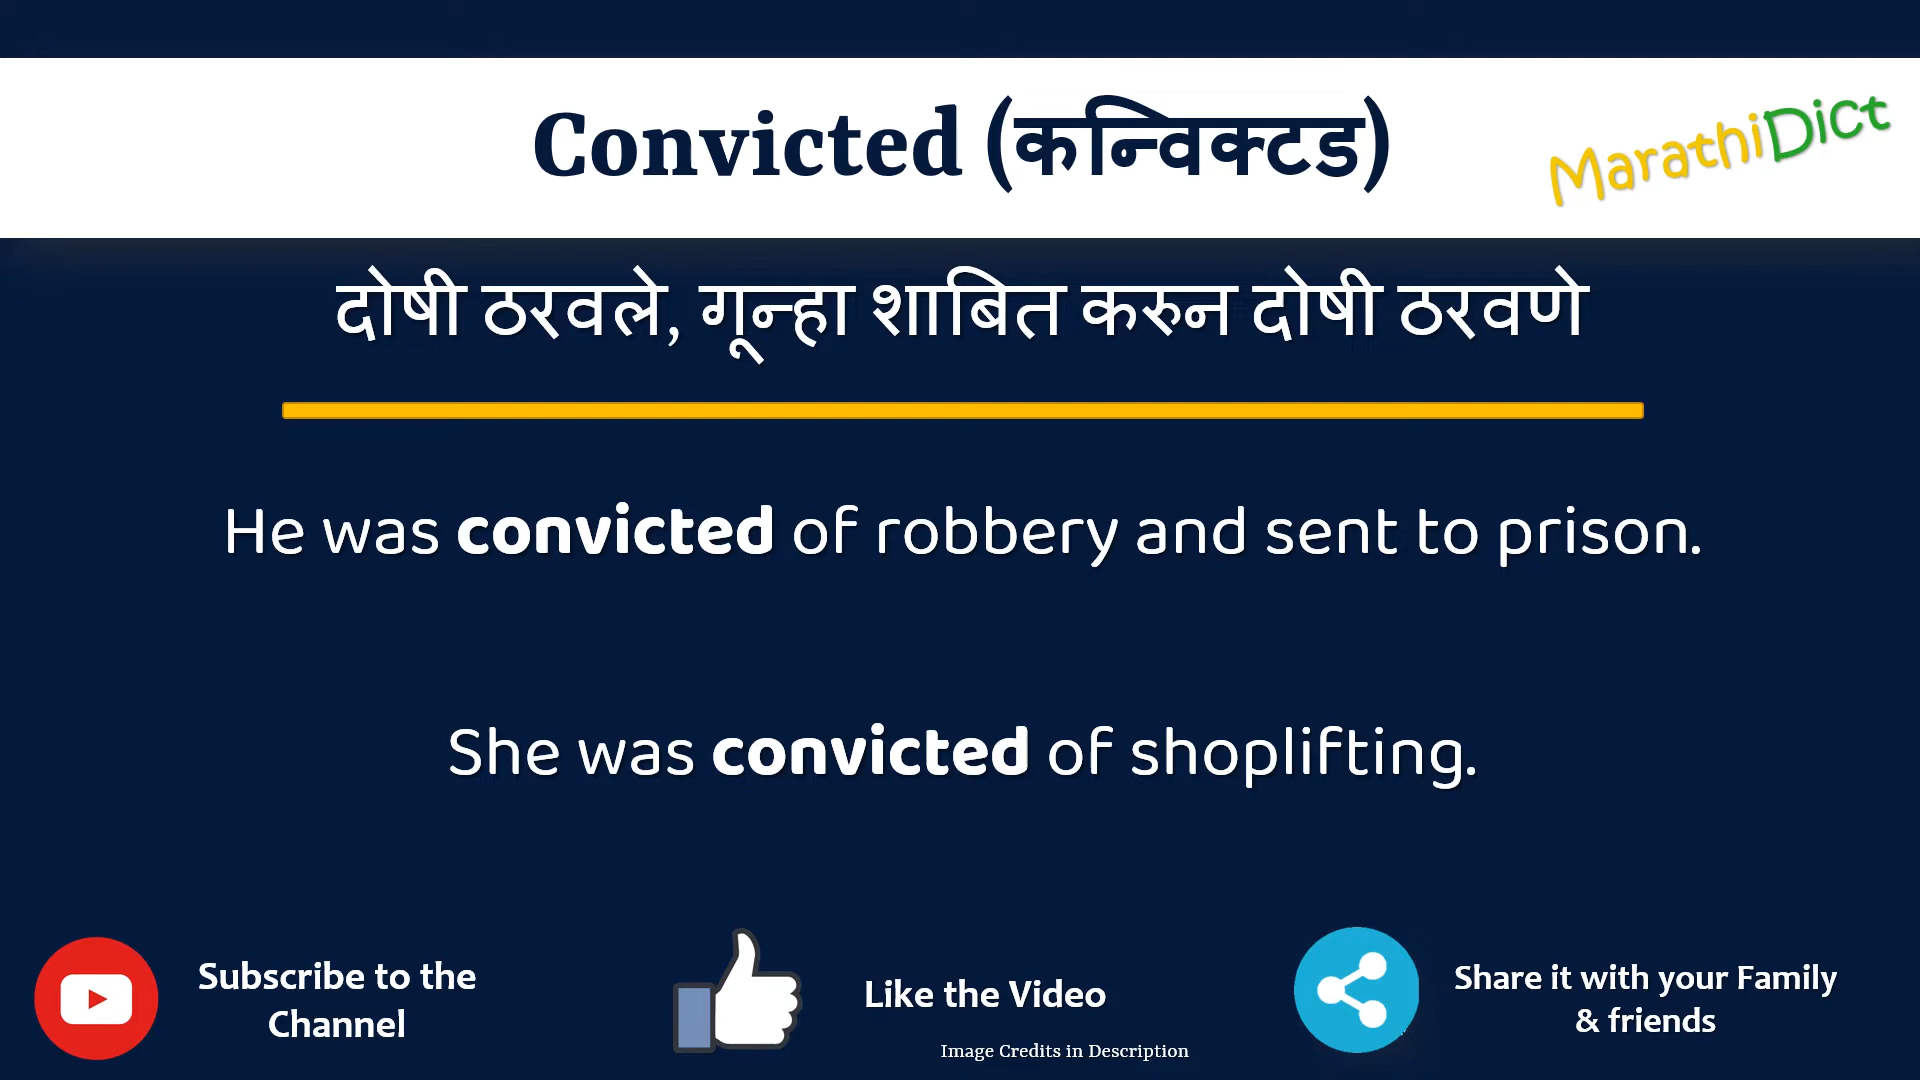 Convicted (कन्विक्टड)
MarathiDict
दोषी ठरवले, गून्हा शाबित करुन दोषी ठरवणे
He was convicted of robbery and sent to prison.
She was convicted of shoplifting.
Subscribe to the
Channel
Like the Video
Share it with your Family
& friends
Image Credits in Description